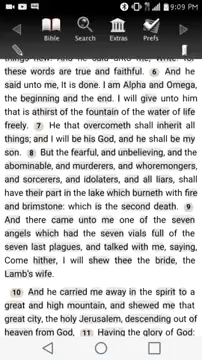 9:09 PM
Bible Search Extras Prefs
things new. And he said unto me, Write: for
these words are true and faithful. 6 And he
said unto me, It is done. I am Alpha and Omega,
the beginning and the end. I will give unto him
that is athirst of the fountain of the water of life
freely. 7 He that overcometh shall inherit all
things; and I will be his God, and he shall be my
son. 8 But the fearful, and unbelieving, and the
abominable, and murderers, and whoremongers,
and sorcerers, and idolaters, and all liars, shall
have their part in the lake which burneth with fire
and brimstone: which is the second death. 9
And there came unto me one of the seven
angels which had the seven vials full of the
seven last plagues, and talked with me, saying,
Come hither, I will shew thee the bride, the
Lamb's wife.
10 And he carried me away in the spirit to a
great and high mountain, and shewed me that
great city, the holy Jerusalem, descending out of
heaven from God, 11 Having the glory of God: